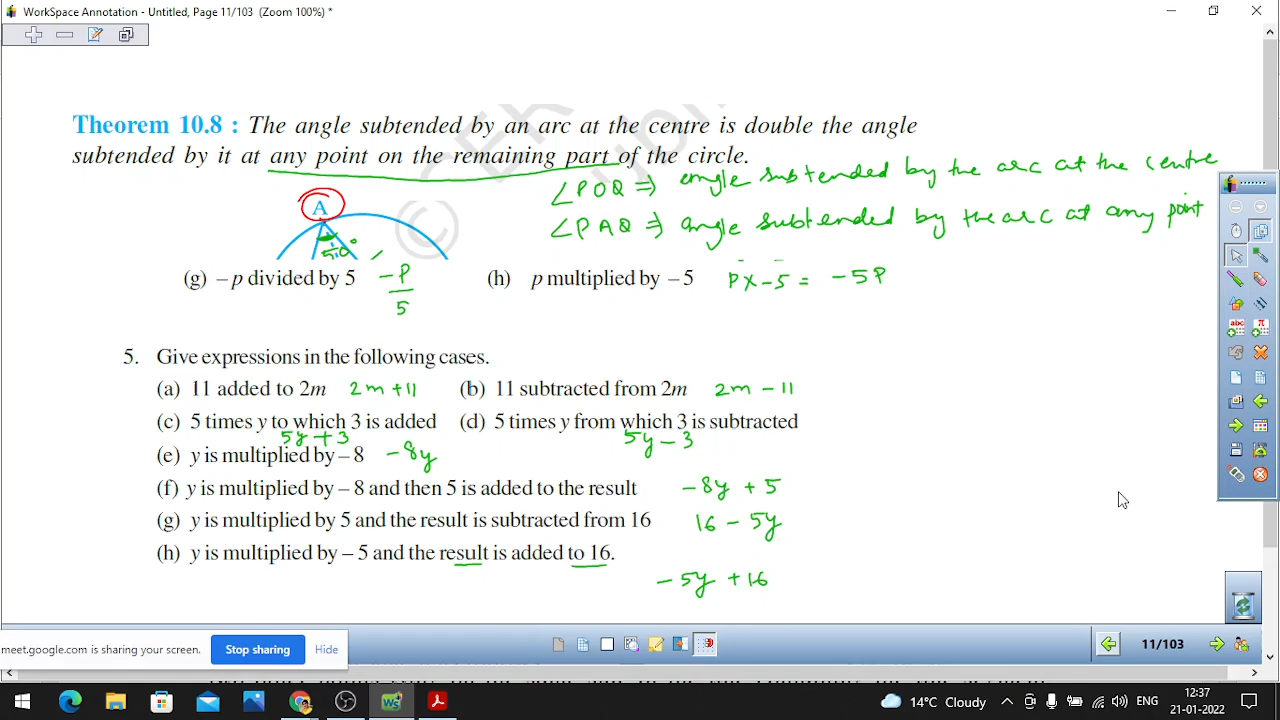 WorkSpace Annotation - Untitled, Page 11/103 (Zoom 100%) *
Theorem 10.8 : The angle subtended by an arc at the centre is double the angle
subtended by it at any point on the remaining part of the circle.
∠POQ ⇒ angle subtended by the arc at the centre
∠PAQ ⇒ angle subtended by the arc at any point
A
50°
(g) – p divided by 5 -P/5 (h) p multiplied by – 5 P×-5 = -5P
5. Give expressions in the following cases.
(a) 11 added to 2m 2m+11 (b) 11 subtracted from 2m 2m-11
(c) 5 times y to which 3 is added (d) 5 times y from which 3 is subtracted
5y+3 5y-3
(e) y is multiplied by – 8 -8y
(f) y is multiplied by – 8 and then 5 is added to the result -8y+5
(g) y is multiplied by 5 and the result is subtracted from 16 16-5y
(h) y is multiplied by – 5 and the result is added to 16.
-5y+16
meet.google.com is sharing your screen. Stop sharing Hide
11/103
14°C Cloudy ENG 12:37
21-01-2022